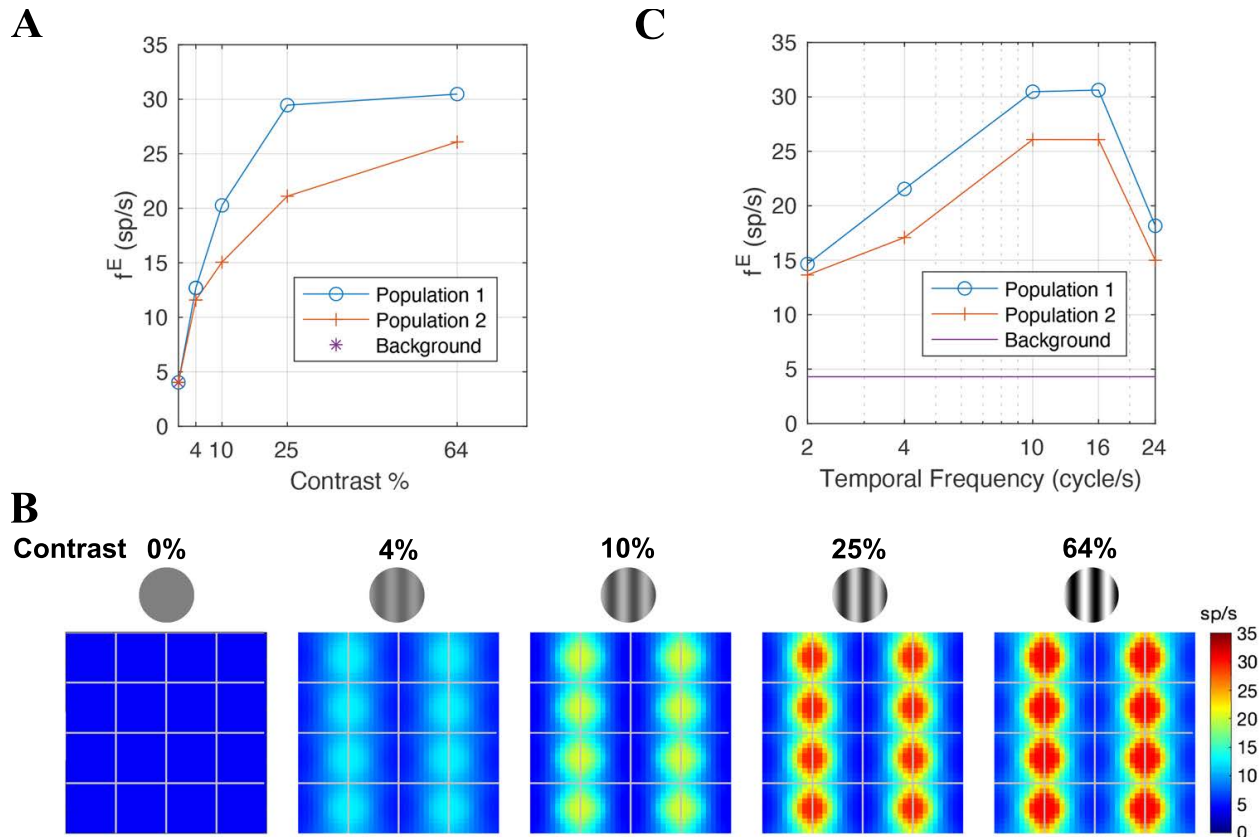 A
35
30
25
20
15
10
5
0
f^E (sp/s)
4 10 25 64
Contrast %
Population 1
Population 2
Background
C
35
30
25
20
15
10
5
0
f^E (sp/s)
2 4 10 16 24
Temporal Frequency (cycle/s)
Population 1
Population 2
Background
B
Contrast 0% 4% 10% 25% 64%
sp/s
35
30
25
20
15
10
5
0